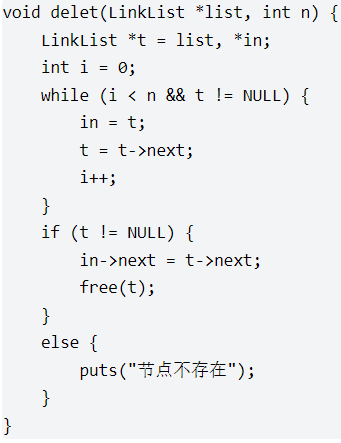 void delet(LinkList *list, int n) {
    LinkList *t = list, *in;
    int i = 0;
    while (i < n && t != NULL) {
        in = t;
        t = t->next;
        i++;
    }
    if (t != NULL) {
        in->next = t->next;
        free(t);
    }
    else {
        puts("节点不存在");
    }
}